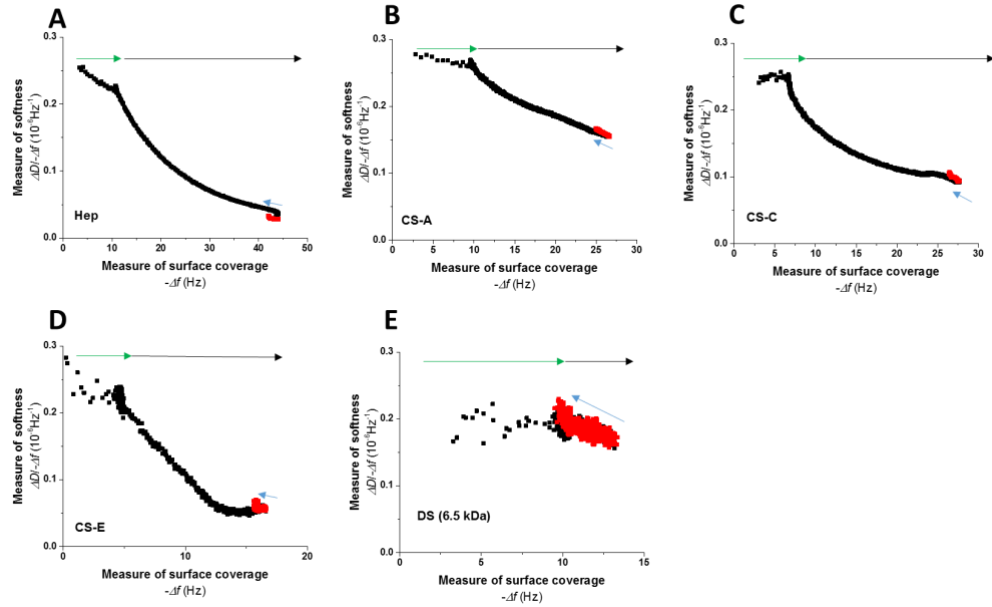 A
Measure of softness
ΔD/-Δf (10⁻⁶Hz⁻¹)
0.3
0.2
0.1
0.0
Hep
0 10 20 30 40 50
Measure of surface coverage
-Δf (Hz)
B
Measure of softness
ΔD/-Δf (10⁻⁶Hz⁻¹)
0.3
0.2
0.1
0.0
CS-A
0 5 10 15 20 25 30
Measure of surface coverage
-Δf (Hz)
C
Measure of softness
ΔD/-Δf (10⁻⁶Hz⁻¹)
0.3
0.2
0.1
0.0
CS-C
0 5 10 15 20 25 30
Measure of surface coverage
-Δf (Hz)
D
Measure of softness
ΔD/-Δf (10⁻⁶Hz⁻¹)
0.3
0.2
0.1
0.0
CS-E
0 10 20
Measure of surface coverage
-Δf (Hz)
E
Measure of softness
ΔD/-Δf (10⁻⁶Hz⁻¹)
0.3
0.2
0.1
0.0
DS (6.5 kDa)
0 5 10 15
Measure of surface coverage
-Δf (Hz)